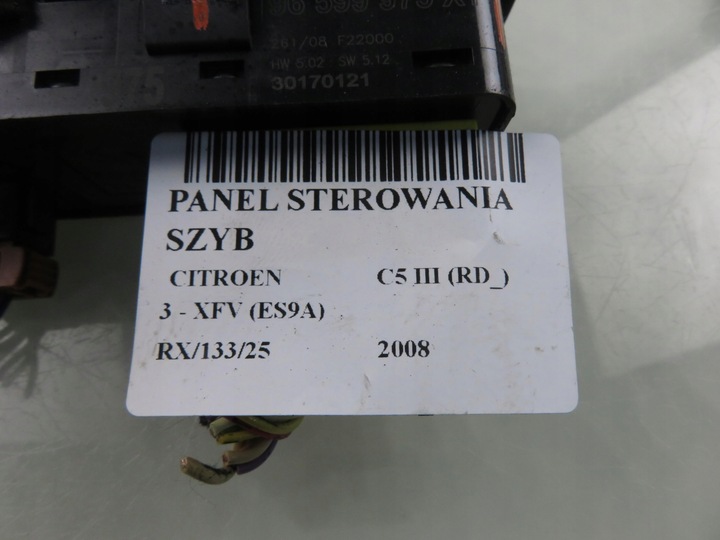 261/08 F22000
HW 5.02 SW 5.12
30170121
PANEL STEROWANIA
SZYB
CITROEN C5 III (RD_)
3 - XFV (ES9A)
RX/133/25 2008